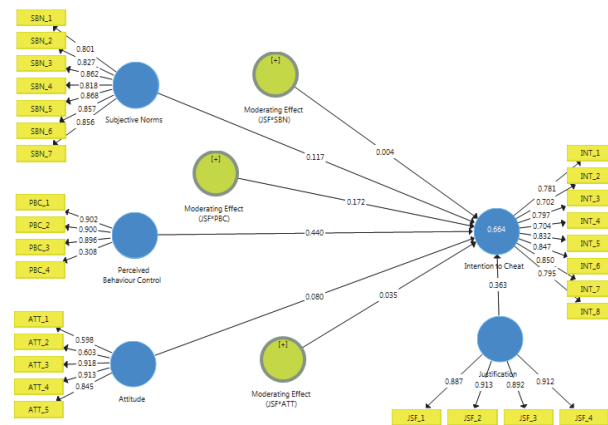 SBN_1
SBN_2
SBN_3
SBN_4
SBN_5
SBN_6
SBN_7
0.801
0.827
0.862
0.818
0.868
0.857
0.856
Subjective Norms
[+]
Moderating Effect
(JSF*SBN)
0.004
0.117
[+]
Moderating Effect
(JSF*PBC)
0.172
PBC_1
PBC_2
PBC_3
PBC_4
0.902
0.900
0.896
0.308
Perceived
Behaviour Control
0.440
ATT_1
ATT_2
ATT_3
ATT_4
ATT_5
0.598
0.603
0.918
0.913
0.845
Attitude
0.080
[+]
Moderating Effect
(JSF*ATT)
0.035
0.664
Intention to Cheat
INT_1
INT_2
INT_3
INT_4
INT_5
INT_6
INT_7
INT_8
0.781
0.702
0.797
0.704
0.832
0.847
0.850
0.795
0.363
Justification
0.887
0.913
0.892
0.912
JSF_1
JSF_2
JSF_3
JSF_4